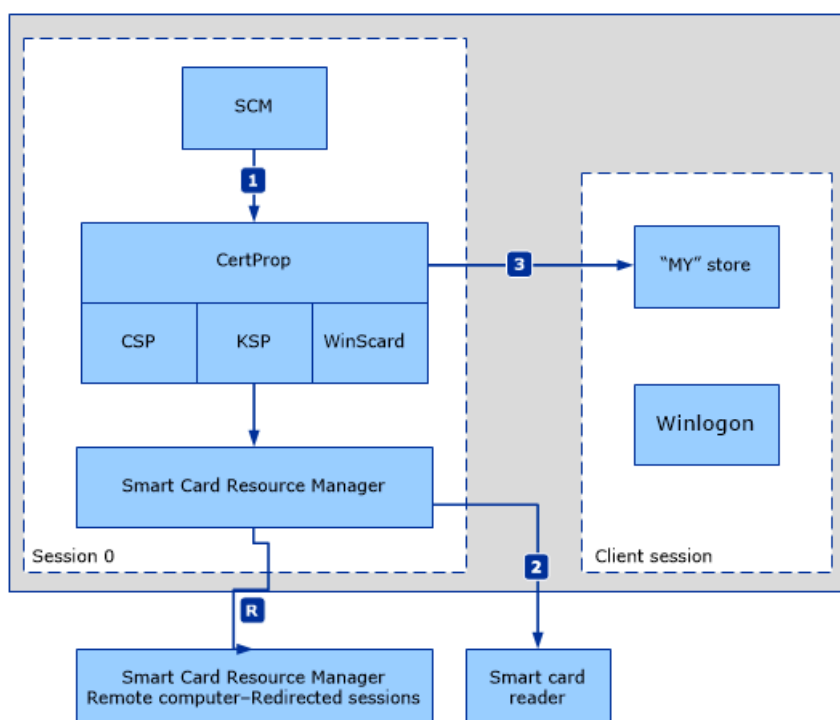 SCM
1
CertProp
3
“MY” store
CSP
KSP
WinScard
Winlogon
Smart Card Resource Manager
Session 0
2
Client session
R
Smart Card Resource Manager
Remote computer–Redirected sessions
Smart card
reader